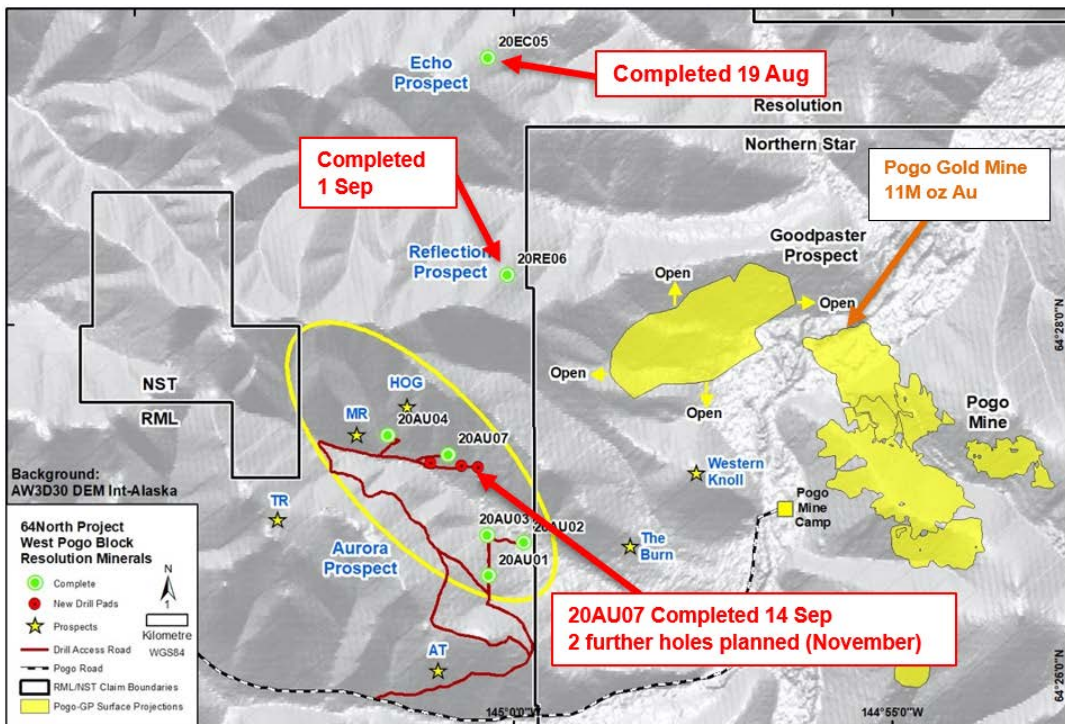 20EC05
Echo
Prospect
Completed 19 Aug
Resolution
Northern Star
Completed
1 Sep
Pogo Gold Mine
11M oz Au
Goodpaster
Prospect
Reflection
Prospect
20RE06
Open
Open
Open
Open
64°28'0"N
NST
RML
HOG
MR
20AU04
20AU07
Pogo
Mine
Western
Knoll
Background:
AW3D30 DEM Int-Alaska
TR
20AU03
20AU02
20AU01
Aurora
Prospect
The
Burn
Pogo
Mine
Camp
20AU07 Completed 14 Sep
2 further holes planned (November)
AT
64°26'0"N
145°0'0"W
144°55'0"W
64North Project
West Pogo Block
Resolution Minerals
Complete
New Drill Pads
Prospects
Drill Access Road
Pogo Road
RML/NST Claim Boundaries
Pogo-GP Surface Projections
N
1
Kilometre
WGS84